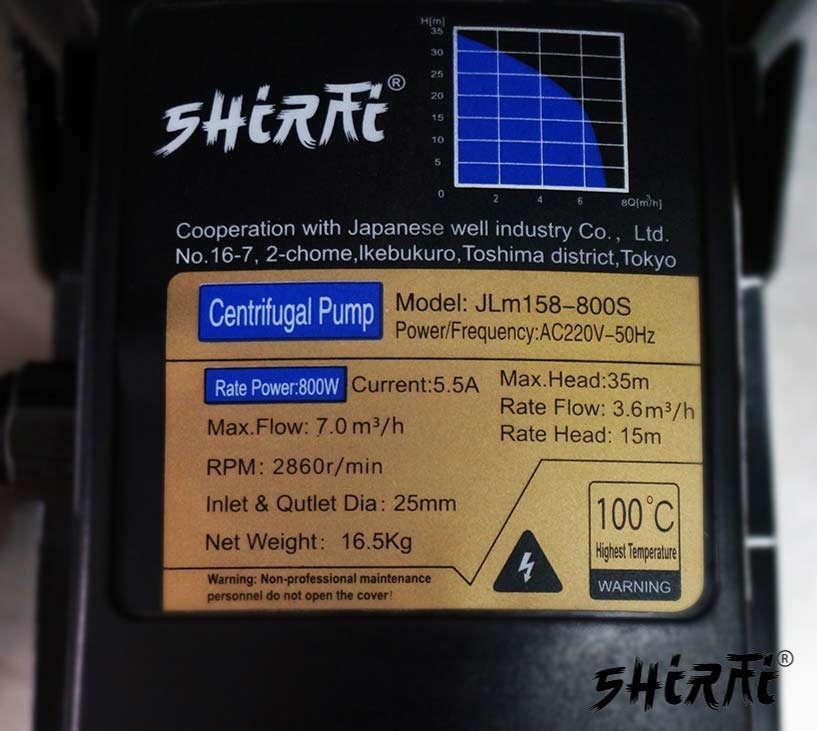 H[m]
35
30
25
20
15
10
5
0
2
4
6
8Q[m³/h]
SHiRAi®
Cooperation with Japanese well industry Co., Ltd.
No.16-7, 2-chome,Ikebukuro,Toshima district,Tokyo
Centrifugal Pump
Model: JLm158-800S
Power/Frequency:AC220V-50Hz
Rate Power:800W Current:5.5A
Max.Head:35m
Max.Flow: 7.0 m³/h
Rate Flow: 3.6m³/h
Rate Head: 15m
RPM: 2860r/min
Inlet & Qutlet Dia: 25mm
Net Weight: 16.5Kg
100°C
Highest Temperature
WARNING
Warning: Non-professional maintenance
personnel do not open the cover!
SHiRAi®